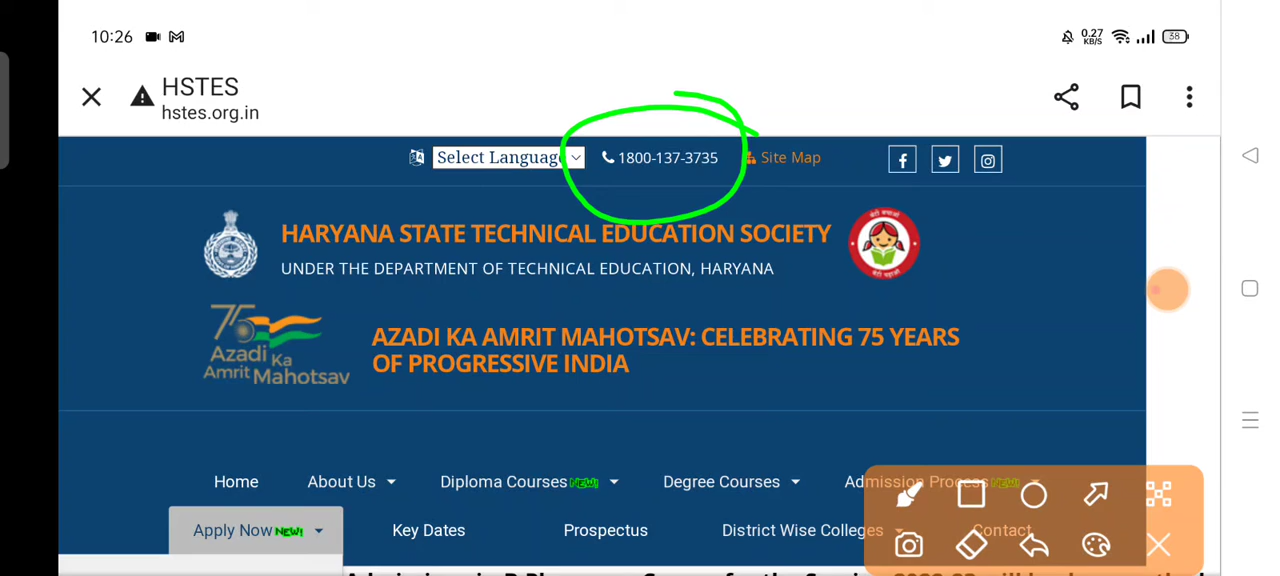 10:26
0.27 KB/S
38
HSTES
hstes.org.in
Select Language
1800-137-3735
Site Map
HARYANA STATE TECHNICAL EDUCATION SOCIETY
UNDER THE DEPARTMENT OF TECHNICAL EDUCATION, HARYANA
75
Azadi Ka
Amrit Mahotsav
AZADI KA AMRIT MAHOTSAV: CELEBRATING 75 YEARS
OF PROGRESSIVE INDIA
Home About Us Diploma Courses NEW! Degree Courses Admission Process NEW!
Apply Now NEW! Key Dates Prospectus District Wise Colleges Contact